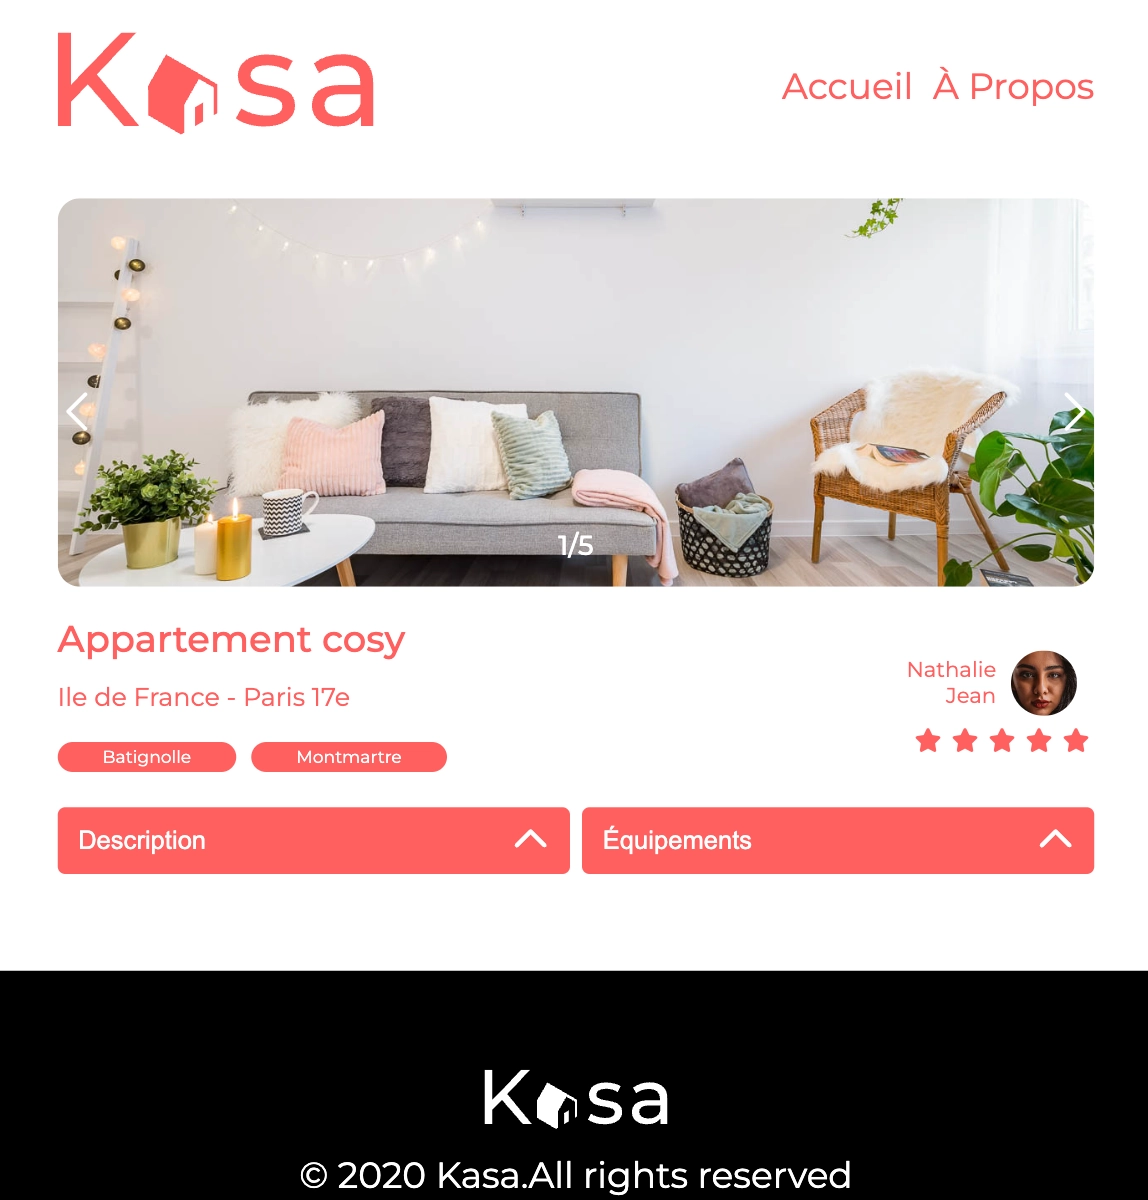 Kasa
Accueil À Propos
1/5
Appartement cosy
Ile de France - Paris 17e
Nathalie
Jean
Batignolle Montmartre
Description Équipements
Kasa
© 2020 Kasa.All rights reserved